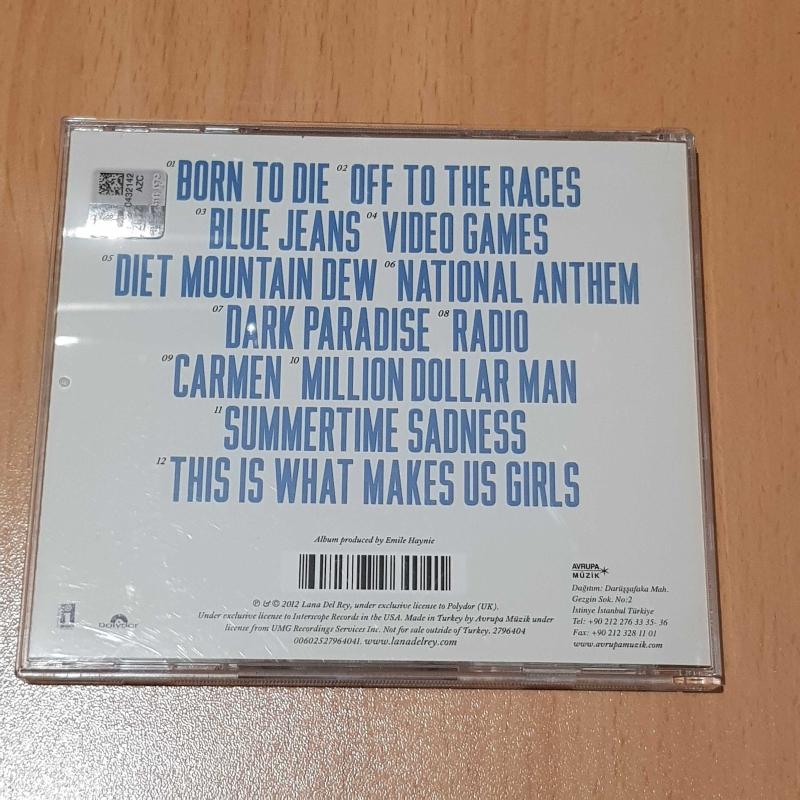 01 BORN TO DIE 02 OFF TO THE RACES
03 BLUE JEANS 04 VIDEO GAMES
05 DIET MOUNTAIN DEW 06 NATIONAL ANTHEM
07 DARK PARADISE 08 RADIO
09 CARMEN 10 MILLION DOLLAR MAN
11 SUMMERTIME SADNESS
12 THIS IS WHAT MAKES US GIRLS
Album produced by Emile Haynie
℗ & © 2012 Lana Del Rey, under exclusive license to Polydor (UK).
Under exclusive license to Interscope Records in the USA. Made in Turkey by Avrupa Müzik under
license from UMG Recordings Services Inc. Not for sale outside of Turkey. 2796404
00602527964041. www.lanadelrey.com
polydor
AVRUPA
MÜZİK
Dağıtım: Darüşşafaka Mah.
Gezgin Sok. No:2
İstinye İstanbul Türkiye
Tel: +90 212 276 33 35- 36
Fax: +90 212 328 11 01
www.avrupamuzik.com
0432142
AZC